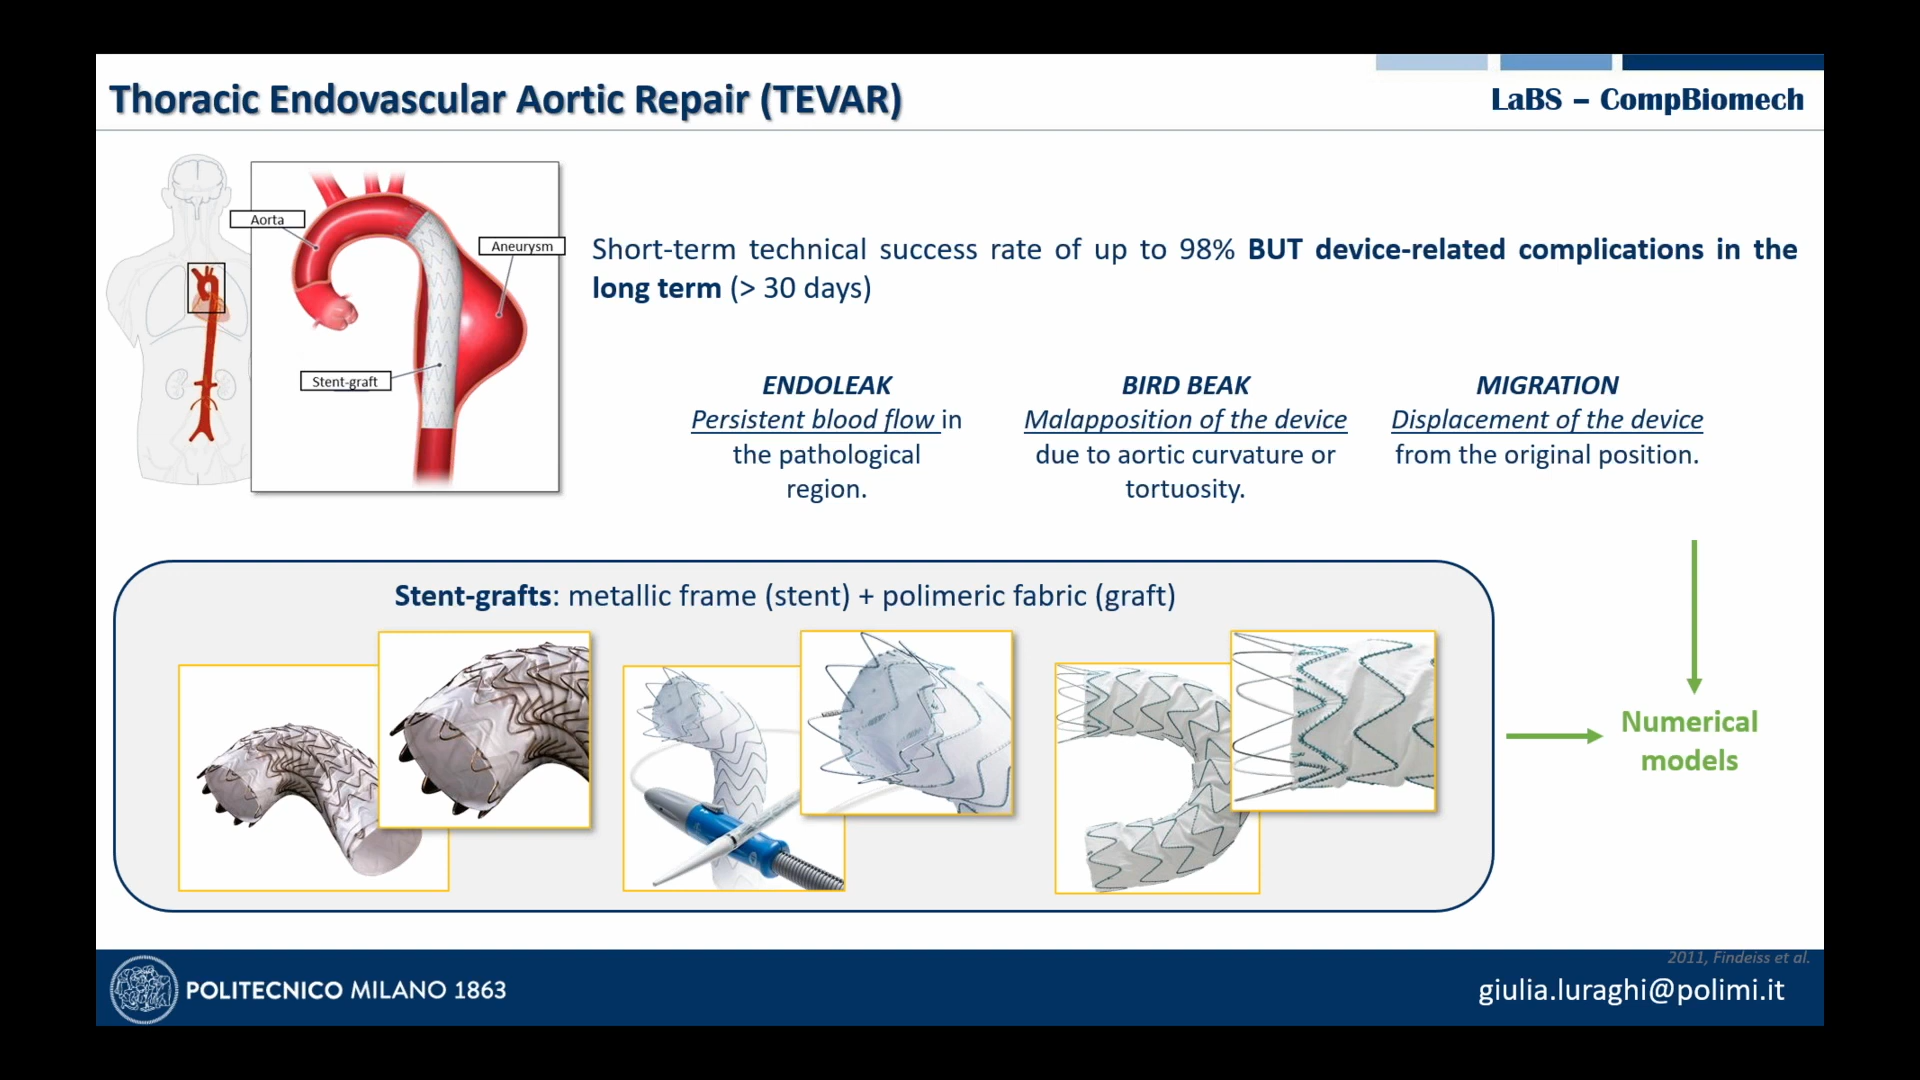 Thoracic Endovascular Aortic Repair (TEVAR)
LaBS – CompBiomech
Aorta
Aneurysm
Stent-graft
Short-term technical success rate of up to 98% BUT device-related complications in the
long term (> 30 days)
ENDOLEAK
Persistent blood flow in
the pathological
region.
BIRD BEAK
Malapposition of the device
due to aortic curvature or
tortuosity.
MIGRATION
Displacement of the device
from the original position.
Stent-grafts: metallic frame (stent) + polimeric fabric (graft)
Numerical
models
2011, Findeiss et al.
POLITECNICO MILANO 1863
giulia.luraghi@polimi.it